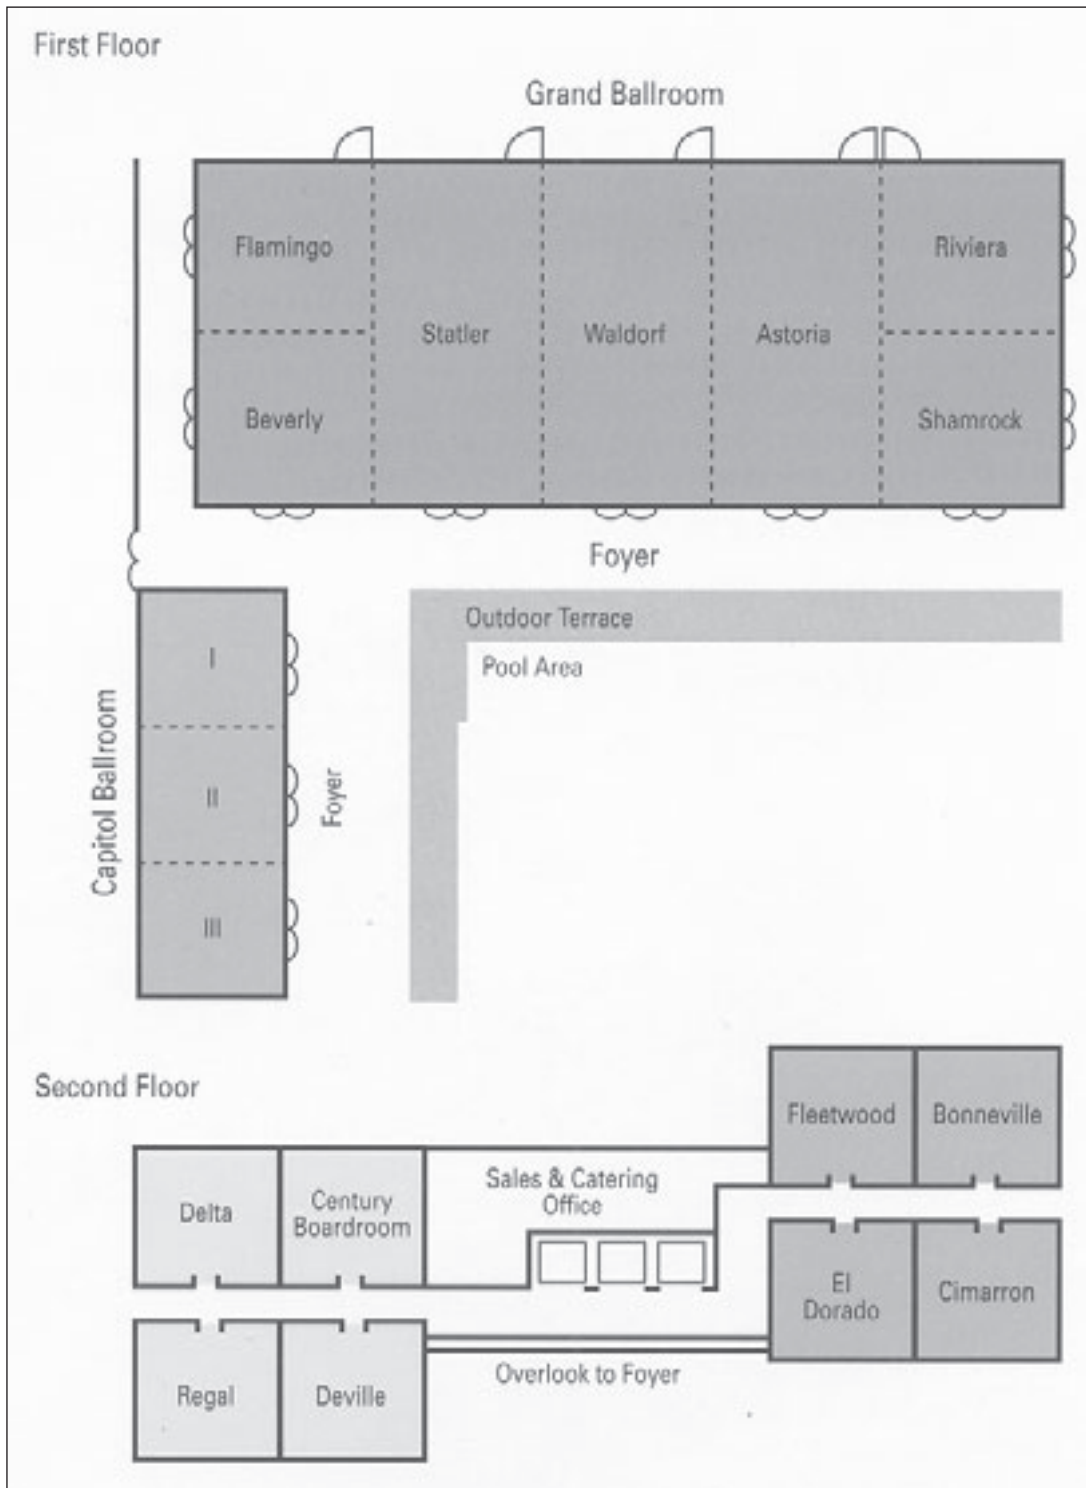 First Floor
Grand Ballroom
Flamingo
Riviera
Statler
Waldorf
Astoria
Beverly
Shamrock
Foyer
Outdoor Terrace
Pool Area
I
II
III
Capitol Ballroom
Foyer
Second Floor
Fleetwood
Bonneville
Delta
Century
Boardroom
Sales & Catering
Office
El
Dorado
Cimarron
Regal
Deville
Overlook to Foyer